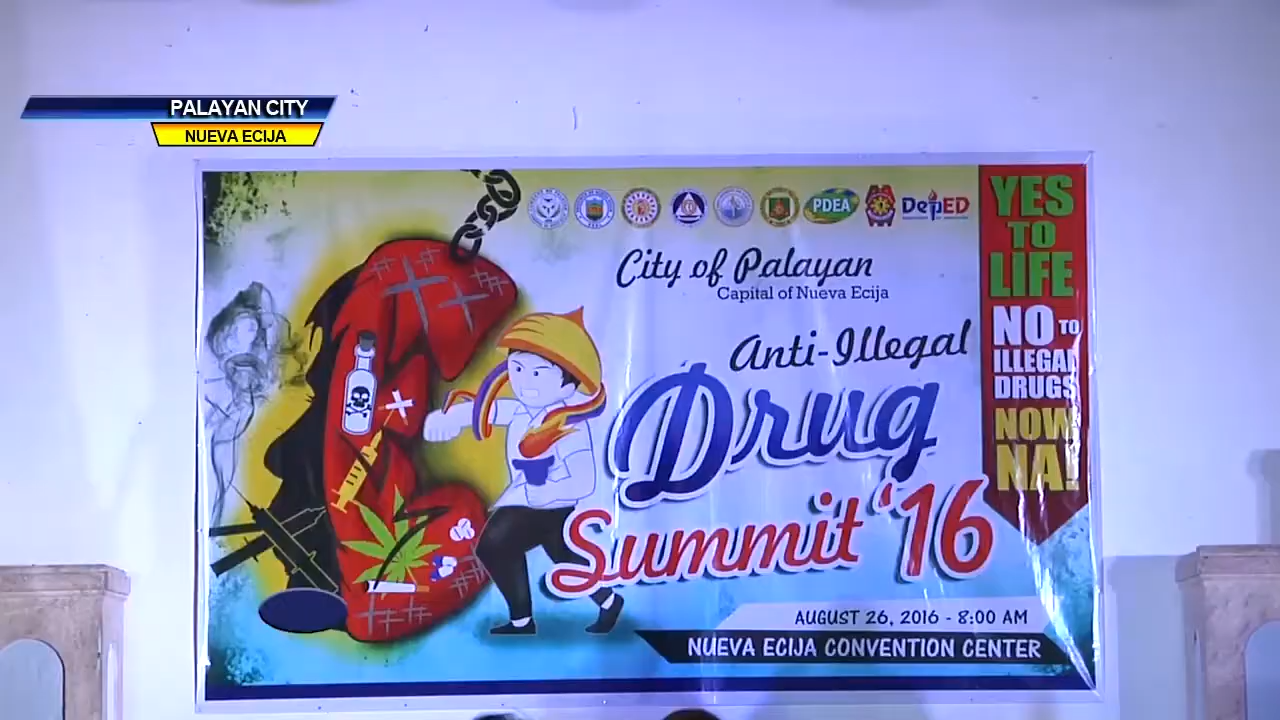 PALAYAN CITY
NUEVA ECIJA
PDEA
DepED
City of Palayan
Capital of Nueva Ecija
Anti-Illegal
Drug
Summit '16
AUGUST 26, 2016 - 8:00 AM
NUEVA ECIJA CONVENTION CENTER
YES
TO
LIFE
NO TO
ILLEGAL
DRUGS
NOW
NA!